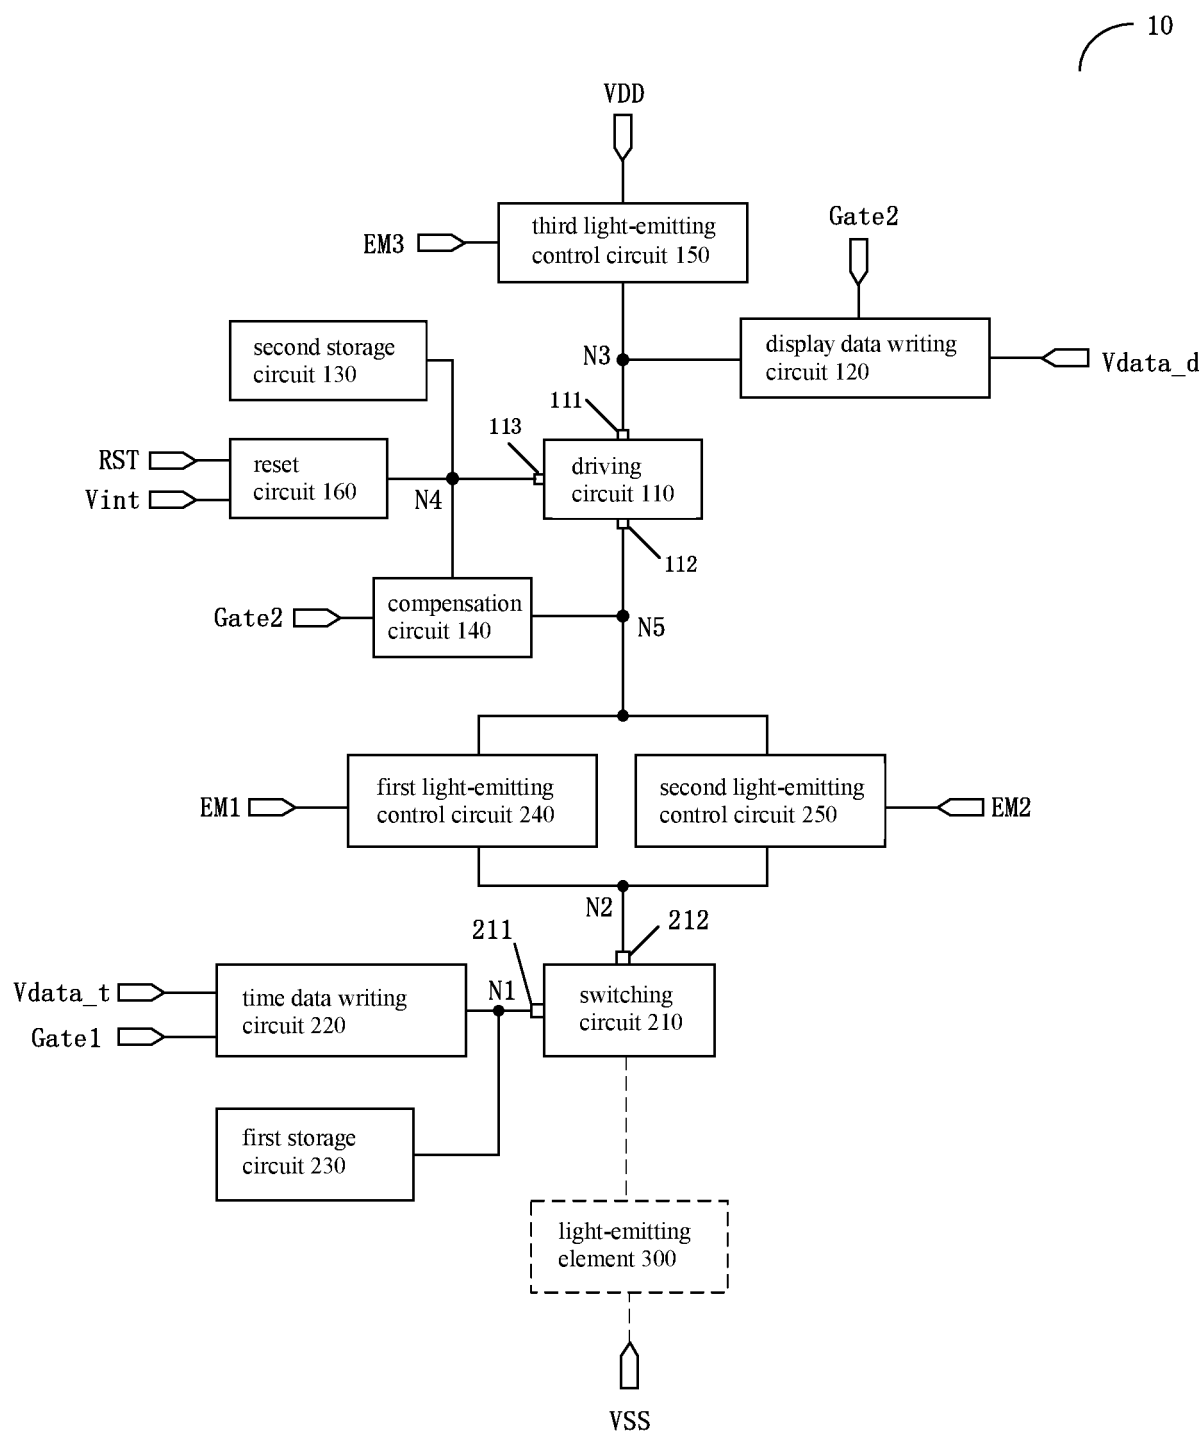 10
VDD
Gate2
third light-emitting
control circuit 150
EM3
second storage
circuit 130
N3
display data writing
circuit 120
Vdata_d
111
113
RST
Vint
reset
circuit 160
N4
driving
circuit 110
112
Gate2
compensation
circuit 140
N5
EM1
first light-emitting
control circuit 240
second light-emitting
control circuit 250
EM2
N2
211
212
Vdata_t
Gate1
time data writing
circuit 220
N1
switching
circuit 210
first storage
circuit 230
light-emitting
element 300
VSS